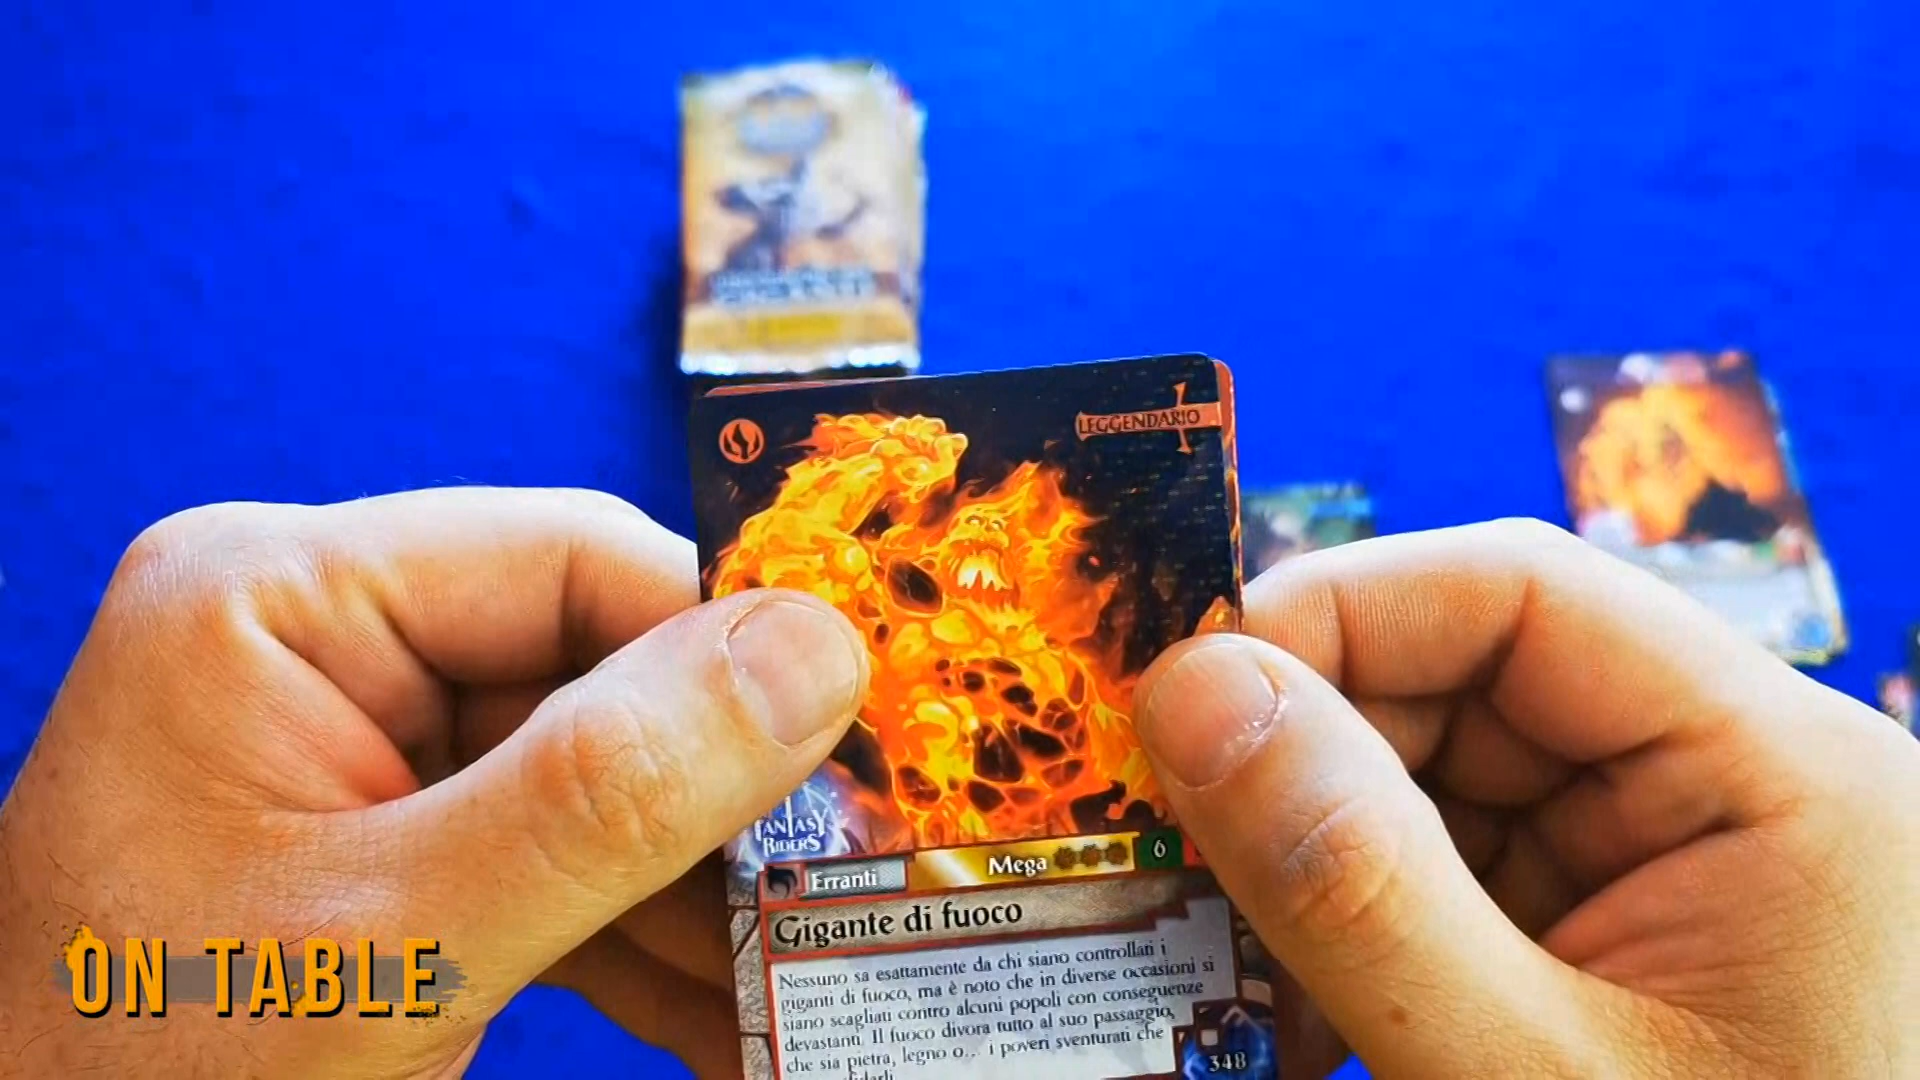 LEGGENDARIO
FANTASY
RIDERS
Erranti
Mega
6
Gigante di fuoco
Nessuno sa esattamente da chi siano controllati i
giganti di fuoco, ma è noto che in diverse occasioni si
siano scagliati contro alcuni popoli con conseguenze
devastanti. Il fuoco divora tutto al suo passaggio,
che sia pietra, legno o... i poveri sventurati che
348
ON TABLE